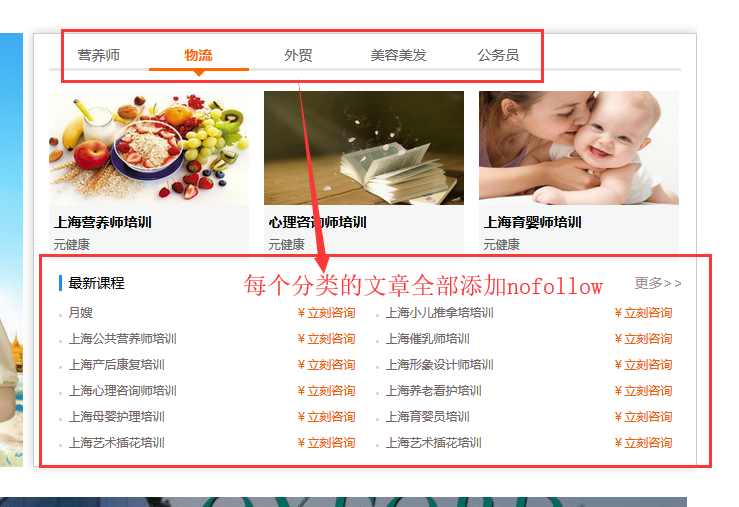 营养师 物流 外贸 美容美发 公务员
上海营养师培训 心理咨询师培训 上海育婴师培训
元健康 元健康 元健康
最新课程 每个分类的文章全部添加nofollow 更多>>
月嫂 ¥立刻咨询 上海小儿推拿培培训 ¥立刻咨询
上海公共营养师培训 ¥立刻咨询 上海催乳师培训 ¥立刻咨询
上海产后康复培训 ¥立刻咨询 上海形象设计师培训 ¥立刻咨询
上海心理咨询师培训 ¥立刻咨询 上海养老看护培训 ¥立刻咨询
上海母婴护理培训 ¥立刻咨询 上海育婴员培训 ¥立刻咨询
上海艺术插花培训 ¥立刻咨询 上海艺术插花培训 ¥立刻咨询